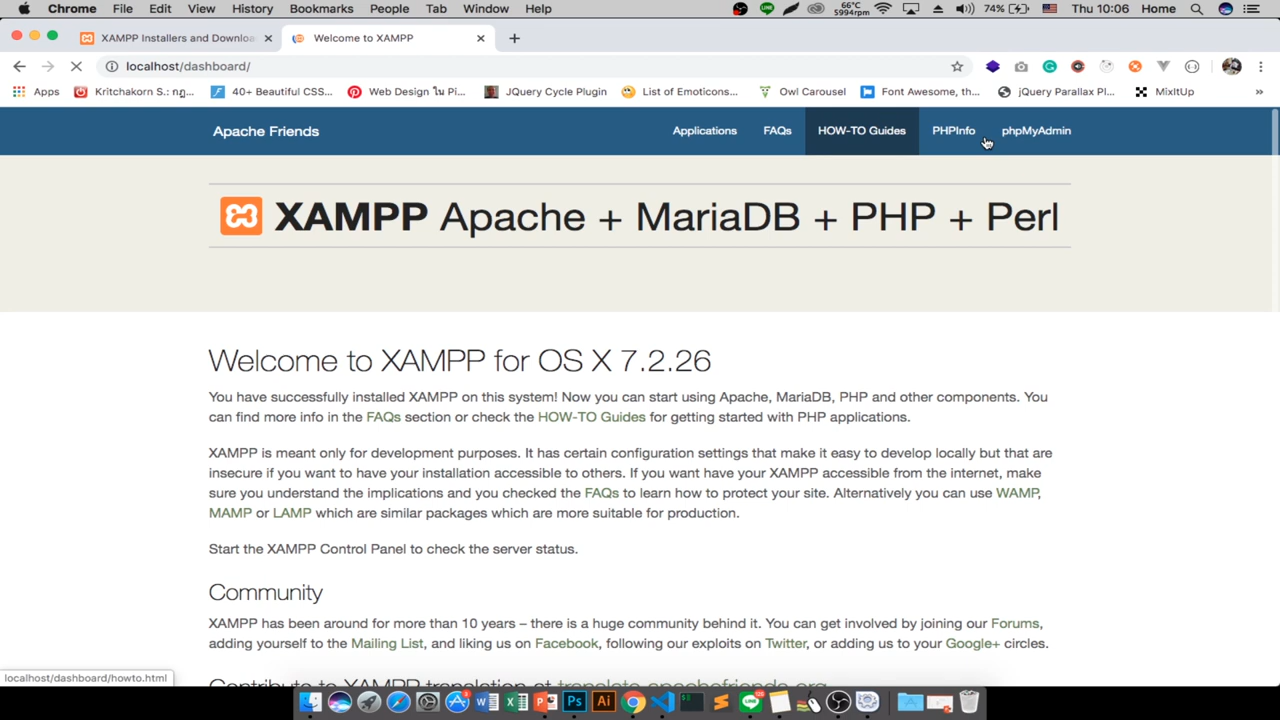 Chrome File Edit View History Bookmarks People Tab Window Help 66°C 5994rpm 74% Thu 10:06 Home
XAMPP Installers and Downloa Welcome to XAMPP
localhost/dashboard/
Apps Kritchakorn S.: កូ... 40+ Beautiful CSS... Web Design ใน Pi... JQuery Cycle Plugin List of Emoticons... Owl Carousel Font Awesome, th... jQuery Parallax Pl... MixItUp »
Apache Friends Applications FAQs HOW-TO Guides PHPInfo phpMyAdmin
XAMPP Apache + MariaDB + PHP + Perl
Welcome to XAMPP for OS X 7.2.26
You have successfully installed XAMPP on this system! Now you can start using Apache, MariaDB, PHP and other components. You
can find more info in the FAQs section or check the HOW-TO Guides for getting started with PHP applications.
XAMPP is meant only for development purposes. It has certain configuration settings that make it easy to develop locally but that are
insecure if you want to have your installation accessible to others. If you want have your XAMPP accessible from the internet, make
sure you understand the implications and you checked the FAQs to learn how to protect your site. Alternatively you can use WAMP,
MAMP or LAMP which are similar packages which are more suitable for production.
Start the XAMPP Control Panel to check the server status.
Community
XAMPP has been around for more than 10 years – there is a huge community behind it. You can get involved by joining our Forums,
adding yourself to the Mailing List, and liking us on Facebook, following our exploits on Twitter, or adding us to your Google+ circles.
Contribute to XAMPP translation at translate.apachefriends.org
localhost/dashboard/howto.html